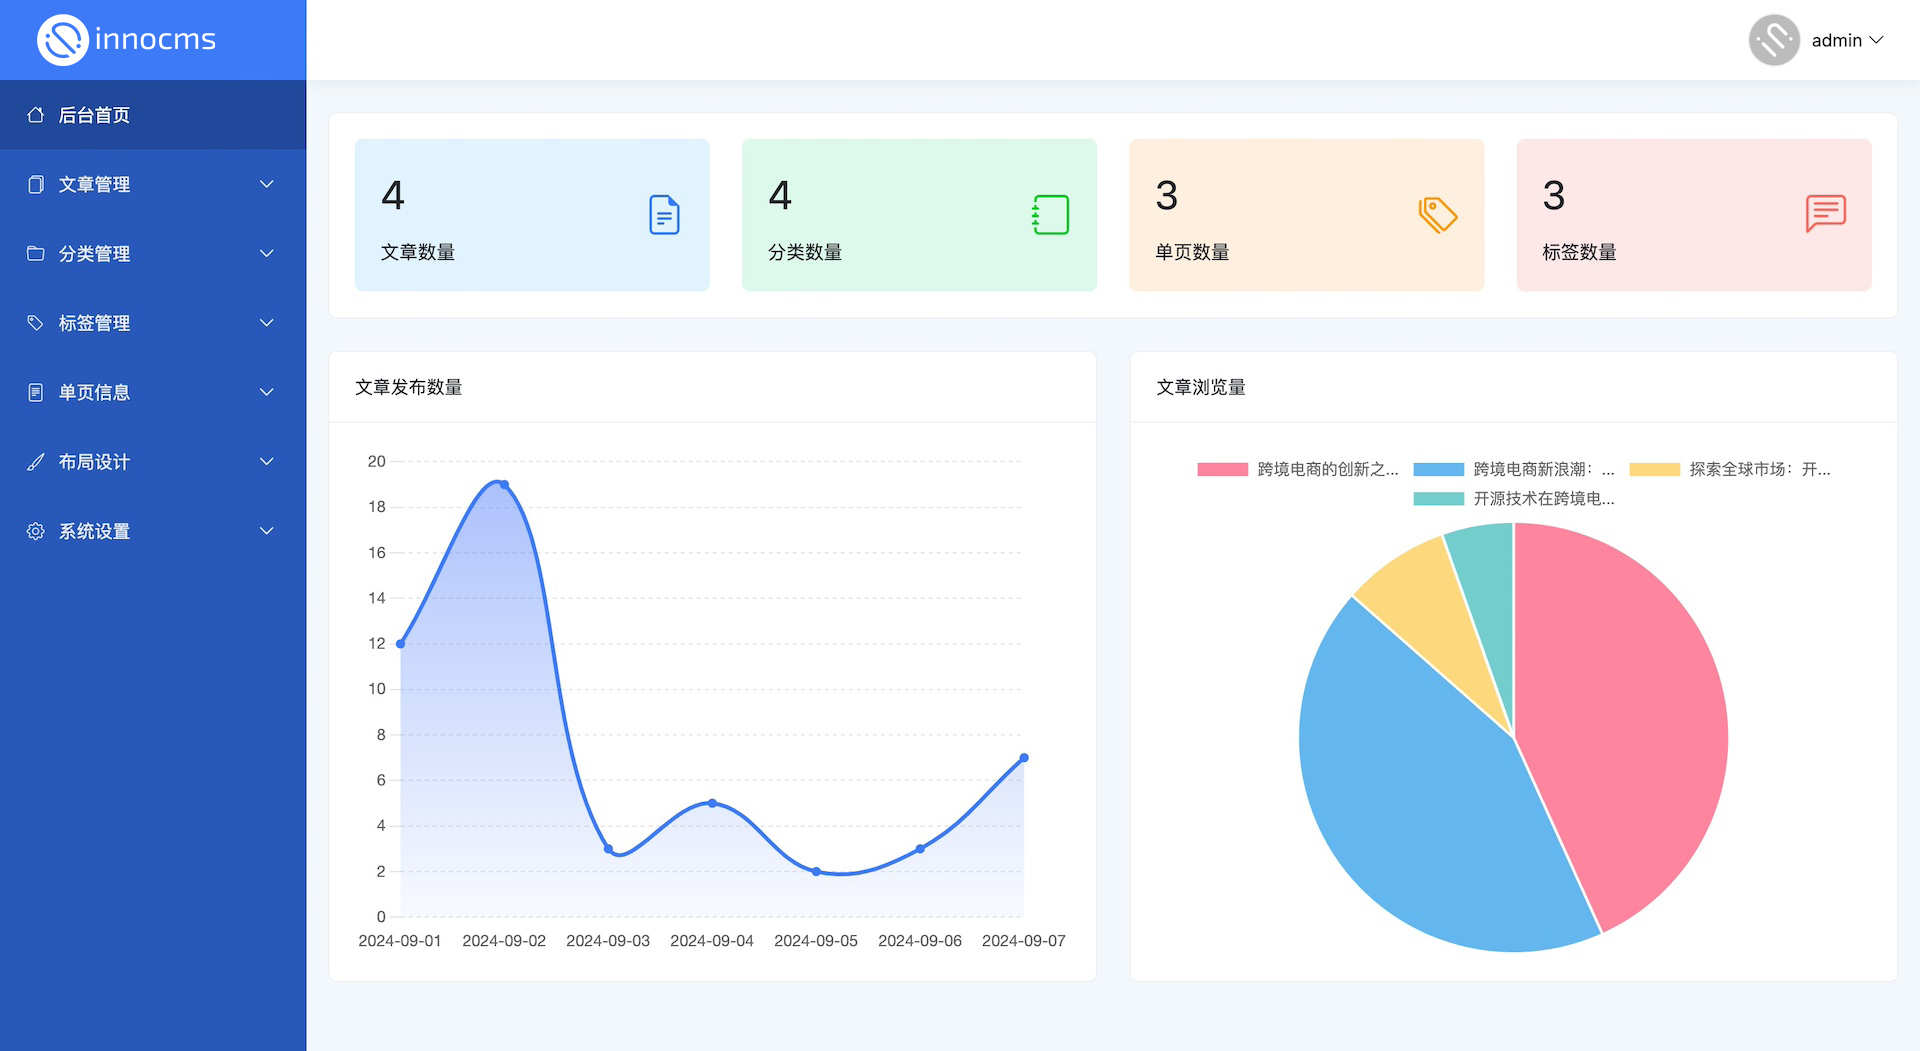 innocms
admin
后台首页
文章管理
分类管理
标签管理
单页信息
布局设计
系统设置
4
文章数量
4
分类数量
3
单页数量
3
标签数量
文章发布数量
20
18
16
14
12
10
8
6
4
2
0
2024-09-01 2024-09-02 2024-09-03 2024-09-04 2024-09-05 2024-09-06 2024-09-07
文章浏览量
跨境电商的创新之... 跨境电商新浪潮：... 探索全球市场：开...
开源技术在跨境电...